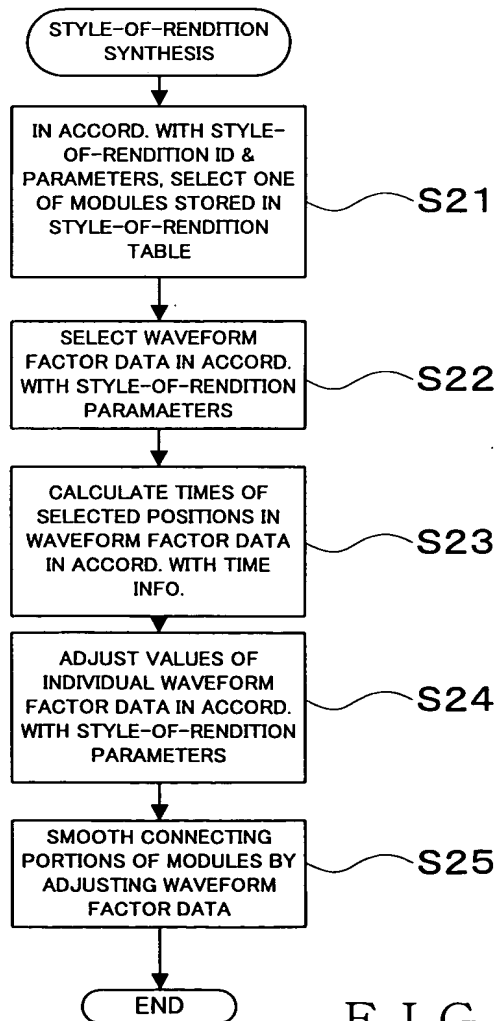 STYLE-OF-RENDITION
SYNTHESIS
IN ACCORD. WITH STYLE-
OF-RENDITION ID &
PARAMETERS, SELECT ONE
OF MODULES STORED IN
STYLE-OF-RENDITION
TABLE
S21
SELECT WAVEFORM
FACTOR DATA IN ACCORD.
WITH STYLE-OF-RENDITION
PARAMAETERS
S22
CALCULATE TIMES OF
SELECTED POSITIONS IN
WAVEFORM FACTOR DATA
IN ACCORD. WITH TIME
INFO.
S23
ADJUST VALUES OF
INDIVIDUAL WAVEFORM
FACTOR DATA IN ACCORD.
WITH STYLE-OF-RENDITION
PARAMETERS
S24
SMOOTH CONNECTING
PORTIONS OF MODULES BY
ADJUSTING WAVEFORM
FACTOR DATA
S25
END
FIG